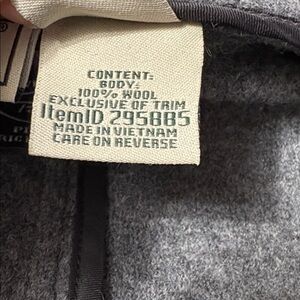 CONTENT:
BODY:
100% WOOL
EXCLUSIVE OF TRIM
ItemID 295885
MADE IN VIETNAM
CARE ON REVERSE